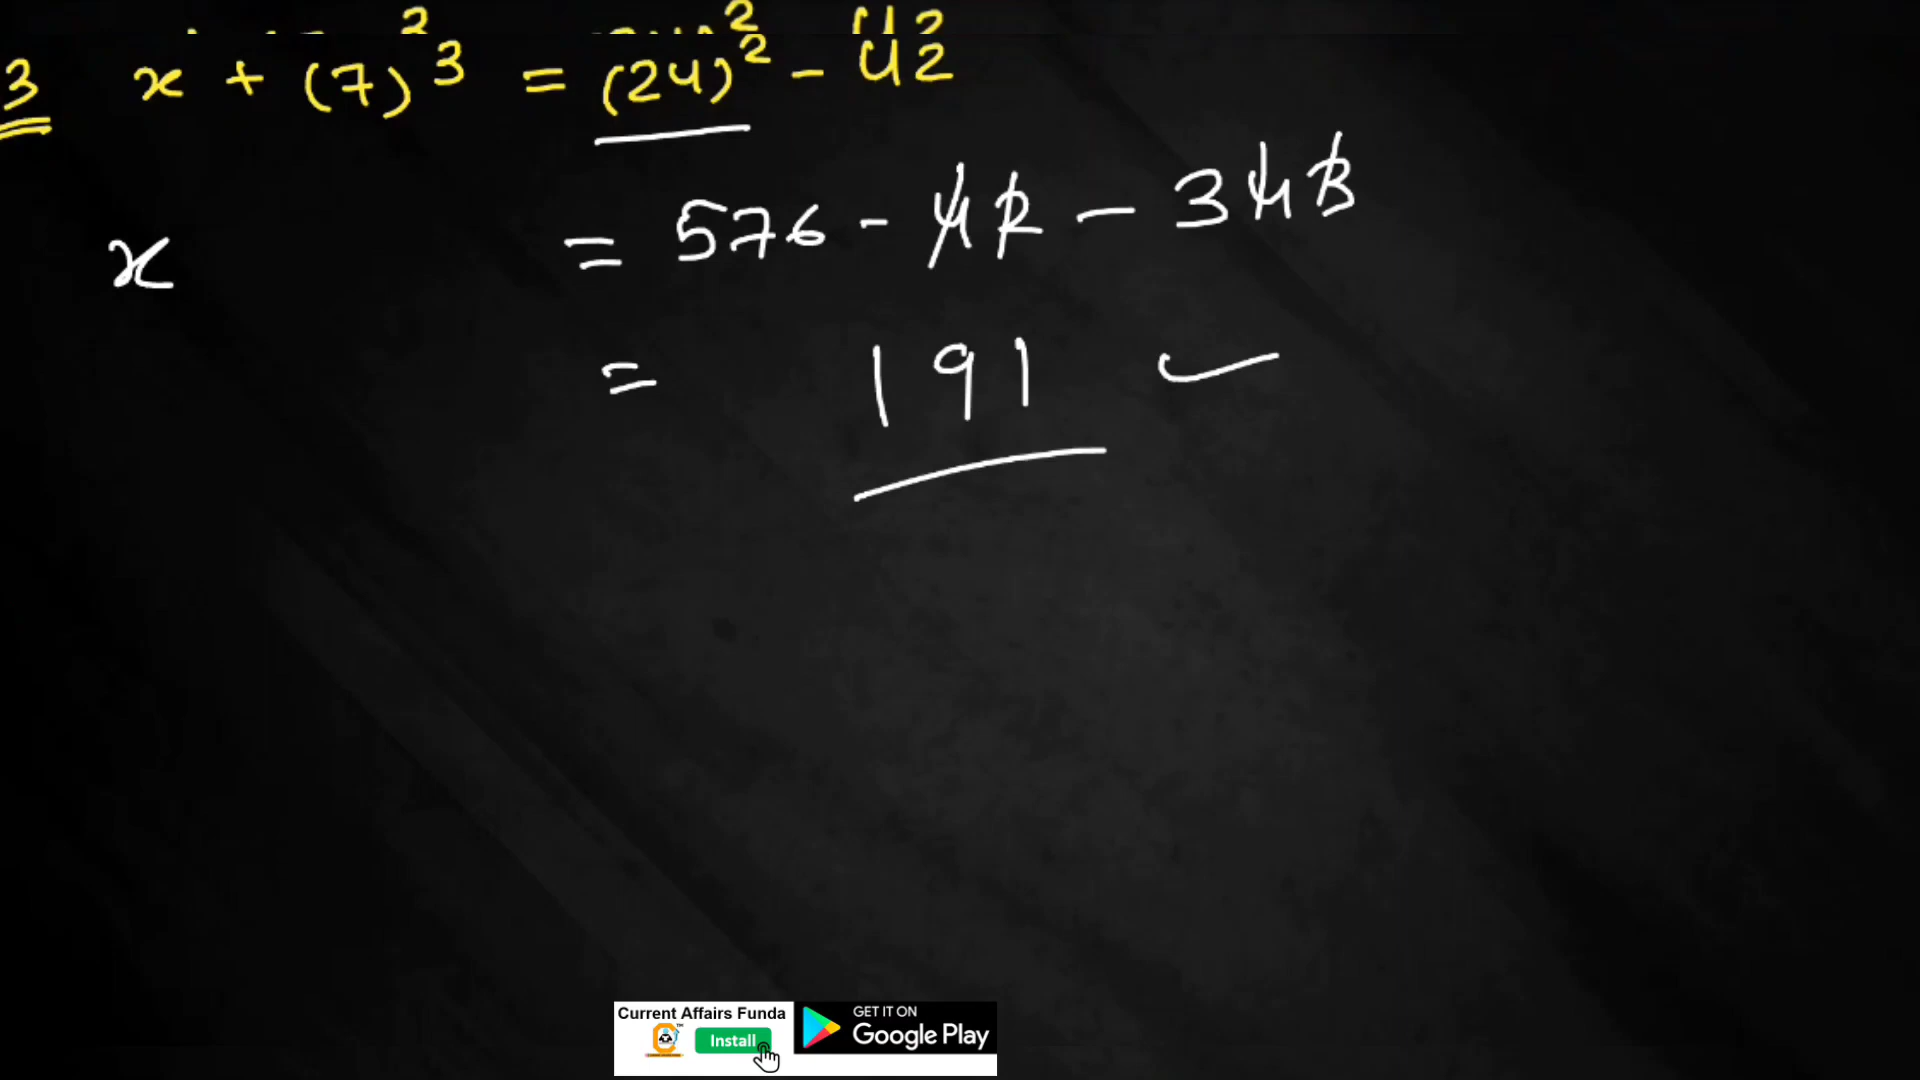 3 x + (7)³ = (24)² - 42
x = 576 - 42 - 343
= 191
Current Affairs Funda
Install
GET IT ON
Google Play